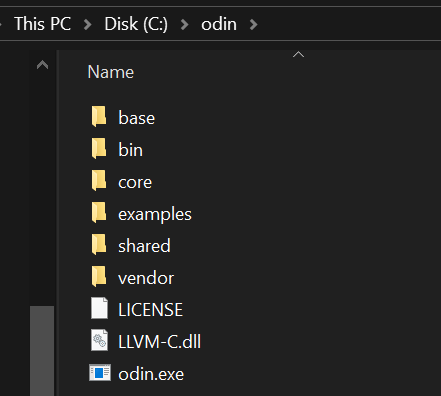 This PC > Disk (C:) > odin >
Name
base
bin
core
examples
shared
vendor
LICENSE
LLVM-C.dll
odin.exe